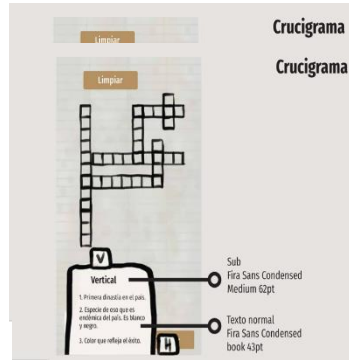 Crucigrama
Limpiar
Crucigrama
Limpiar
V
Vertical
1. Primera dinastía en el país.
2. Especie de oso que es
endémica del país. Es blanco
y negro.
3. Color que refleja el éxito.
H
Sub
Fira Sans Condensed
Medium 62pt
Texto normal
Fira Sans Condensed
book 43pt